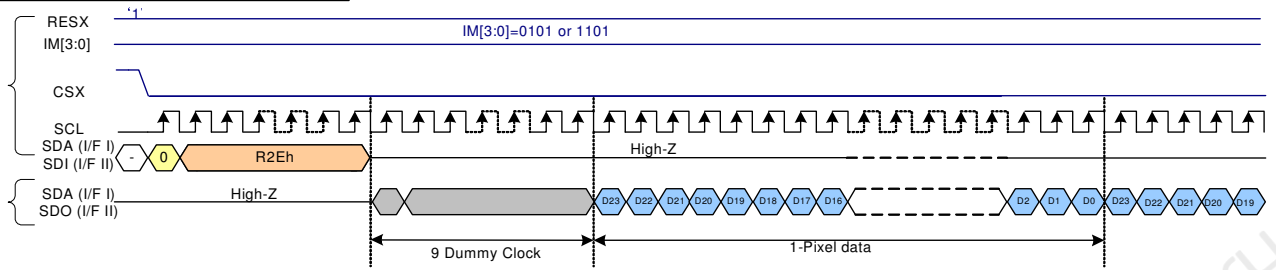 RESX '1'
IM[3:0] IM[3:0]=0101 or 1101
CSX
SCL
SDA (I/F I)
SDI (I/F II) - 0 R2Eh High-Z
SDA (I/F I)
SDO (I/F II) High-Z D23 D22 D21 D20 D19 D18 D17 D16 D2 D1 D0 D23 D22 D21 D20 D19
9 Dummy Clock 1-Pixel data